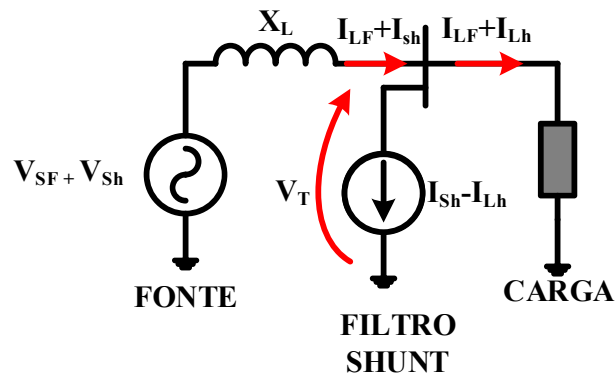 X_L
I_LF+I_sh
I_LF+I_Lh
V_SF + V_Sh
V_T
I_Sh-I_Lh
FONTE
CARGA
FILTRO
SHUNT